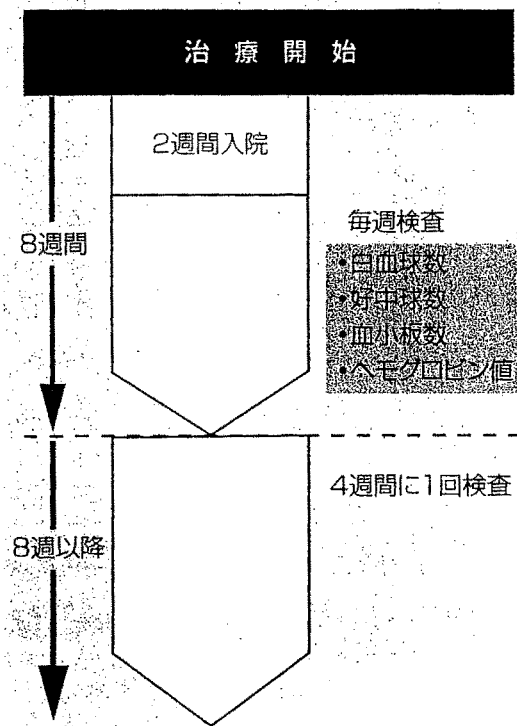 治療開始
2週間入院
8週間
毎週検査
・白血球数
・好中球数
・血小板数
・ヘモグロビン値
4週間に1回検査
8週以降